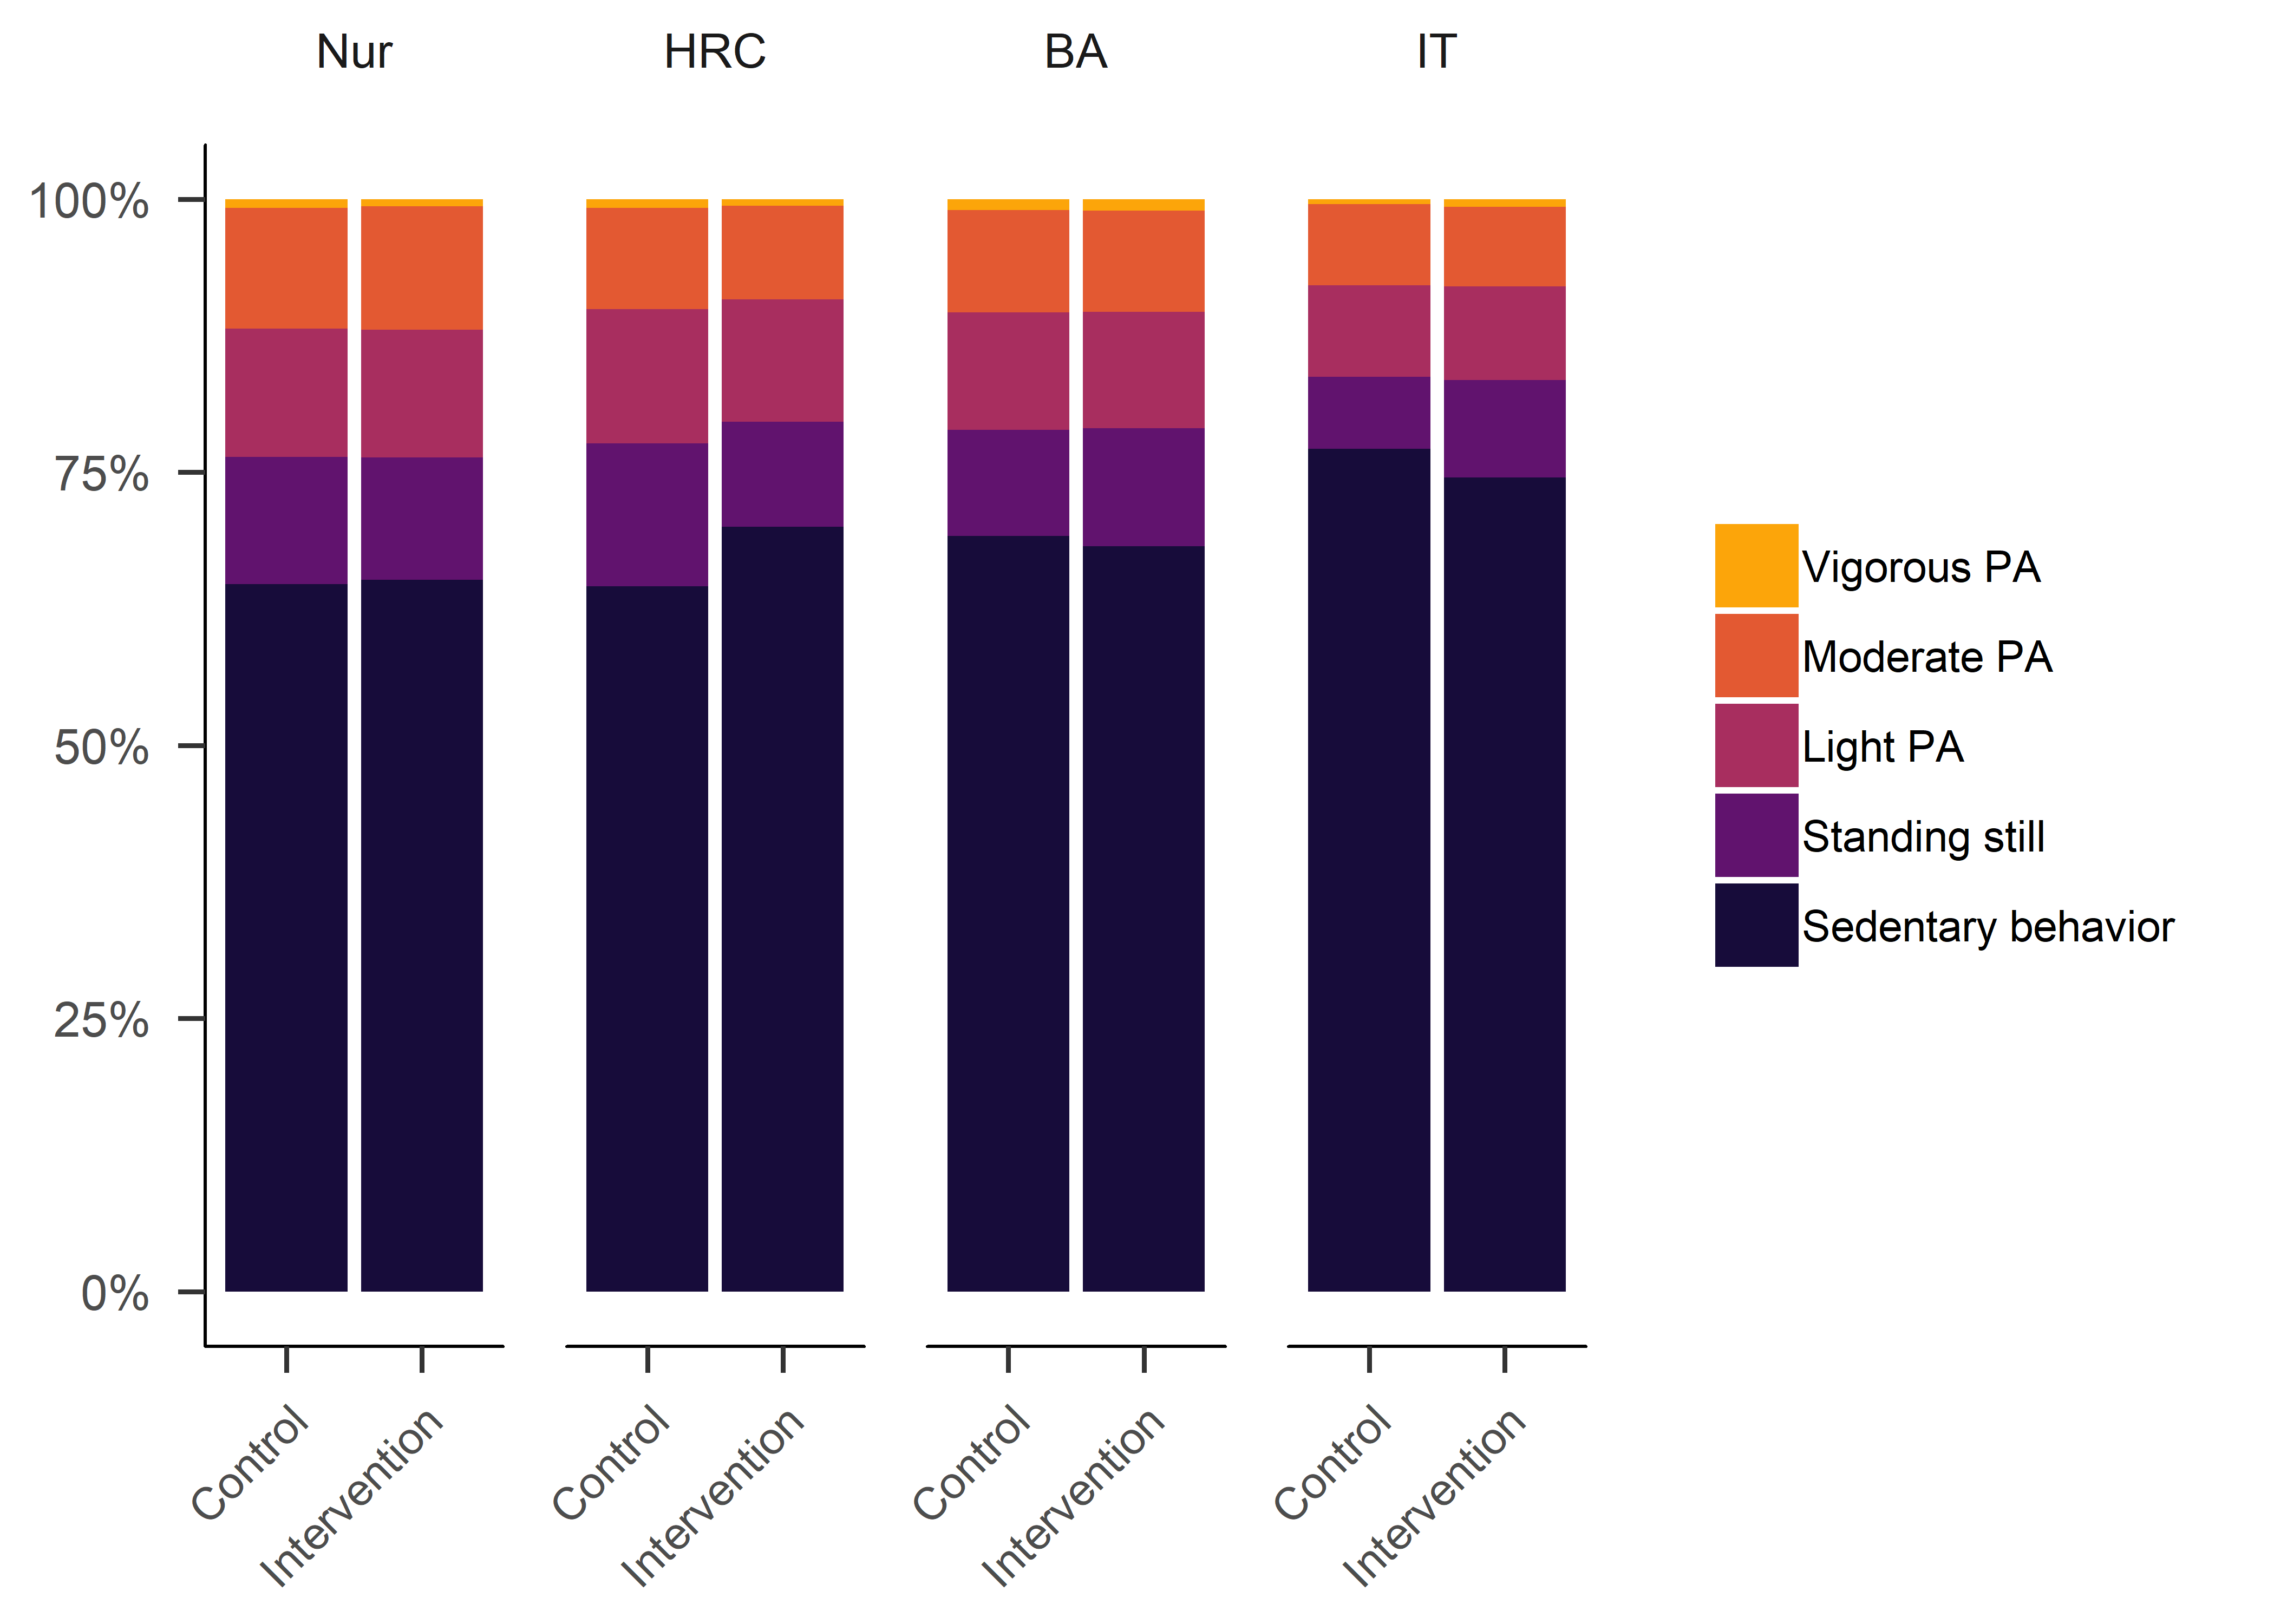 Nur HRC BA IT
100%
75%
50%
25%
0%
Control Intervention Control Intervention Control Intervention Control Intervention
Vigorous PA
Moderate PA
Light PA
Standing still
Sedentary behavior